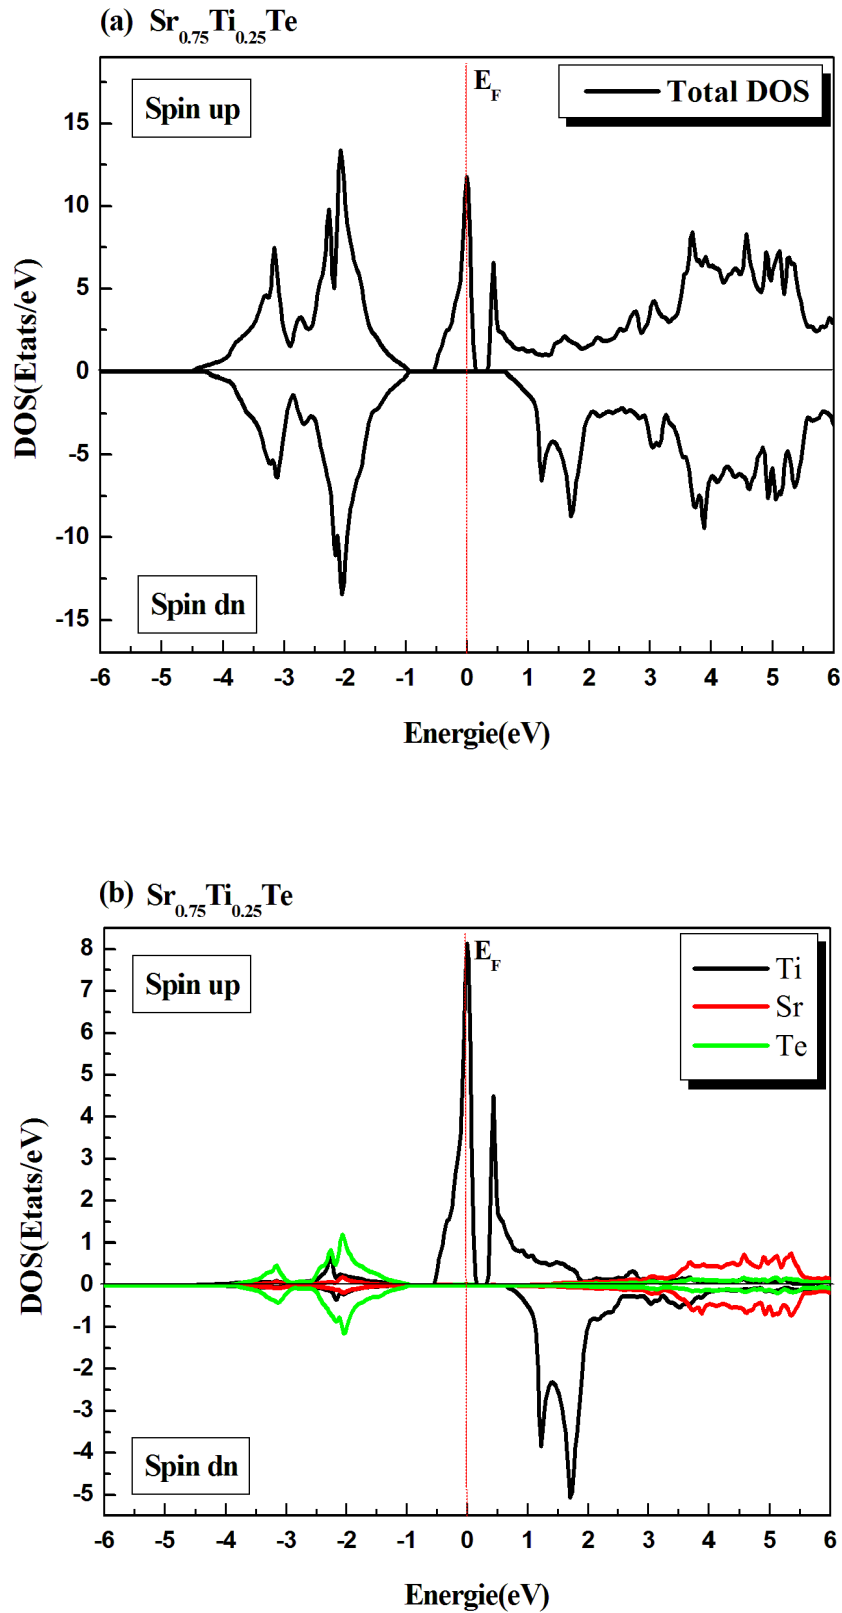 (a) Sr0.75Ti0.25Te
Spin up
EF
Total DOS
15
10
5
0
-5
-10
-15
DOS(Etats/eV)
Spin dn
-6 -5 -4 -3 -2 -1 0 1 2 3 4 5 6
Energie(eV)
(b) Sr0.75Ti0.25Te
Spin up
EF
Ti
Sr
Te
8
7
6
5
4
3
2
1
0
-1
-2
-3
-4
-5
DOS(Etats/eV)
Spin dn
-6 -5 -4 -3 -2 -1 0 1 2 3 4 5 6
Energie(eV)